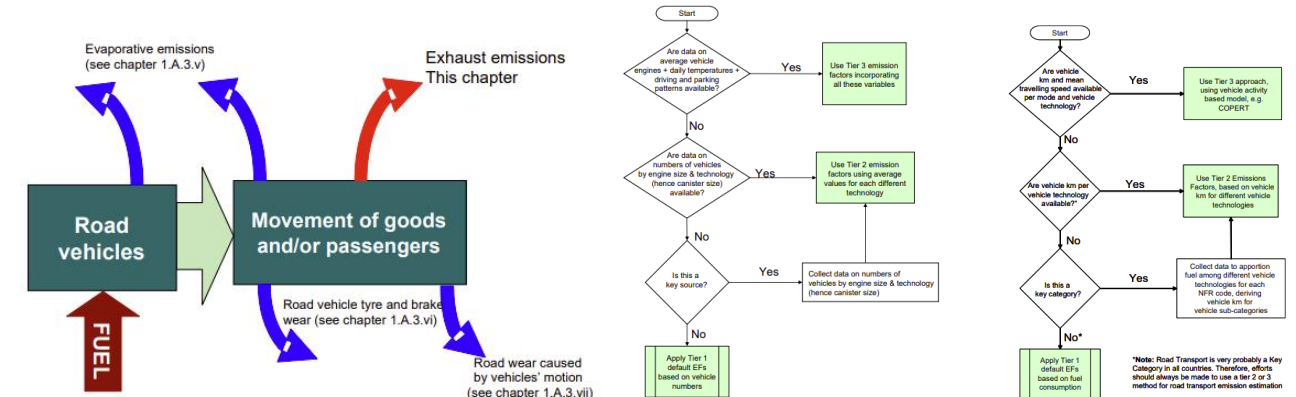 Evaporative emissions
(see chapter 1.A.3.v)
Exhaust emissions
This chapter
Road
vehicles
Movement of goods
and/or passengers
FUEL
Road vehicle tyre and brake
wear (see chapter 1.A.3.vi)
Road wear caused
by vehicles' motion
(see chapter 1.A.3.vii)
Start
Are data on
average vehicle
engines + daily temperatures +
driving and parking
patterns available?
Yes
Use Tier 3 emission
factors incorporating
all these variables
No
Are data on
numbers of vehicles
by engine size & technology
(hence canister size)
available?
Yes
Use Tier 2 emission
factors using average
values for each different
technology
No
Is this a
key source?
Yes
Collect data on numbers of
vehicles by engine size & technology
(hence canister size)
No
Apply Tier 1
default EFs
based on vehicle
numbers
Start
Are vehicle
km and mean
travelling speed available
per mode and vehicle
technology?
Yes
Use Tier 3 approach,
using vehicle activity
based model, e.g.
COPERT
No
Are vehicle km per
vehicle technology
available?*
Yes
Use Tier 2 Emissions
Factors, based on vehicle
km for different vehicle
technologies
No
Is this a
key category?
Yes
Collect data to apportion
fuel among different vehicle
technologies for each
NFR code, deriving
vehicle km for
vehicle sub-categories
No*
Apply Tier 1
default EFs
based on fuel
consumption
*Note: Road Transport is very probably a Key
Category in all countries. Therefore, efforts
should always be made to use a tier 2 or 3
method for road transport emission estimation